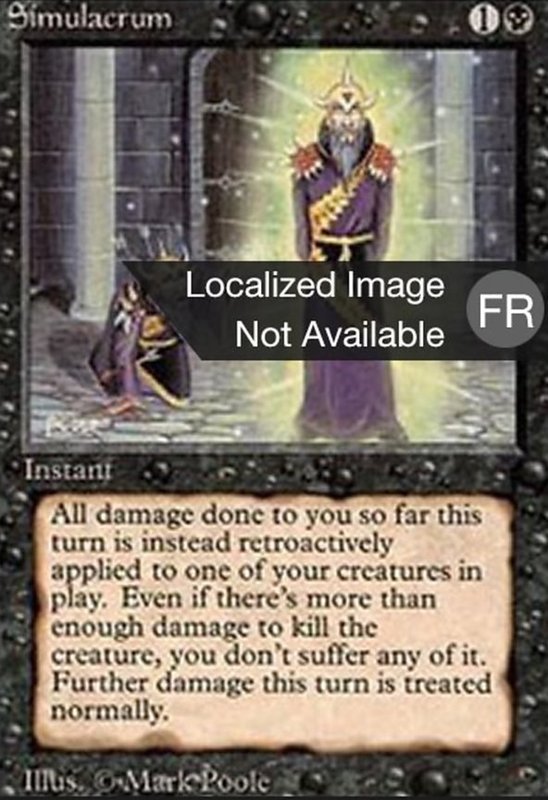 Simulacrum 1
Localized Image
Not Available
FR
Instant
All damage done to you so far this
turn is instead retroactively
applied to one of your creatures in
play. Even if there's more than
enough damage to kill the
creature, you don't suffer any of it.
Further damage this turn is treated
normally.
Illus. © Mark Poole